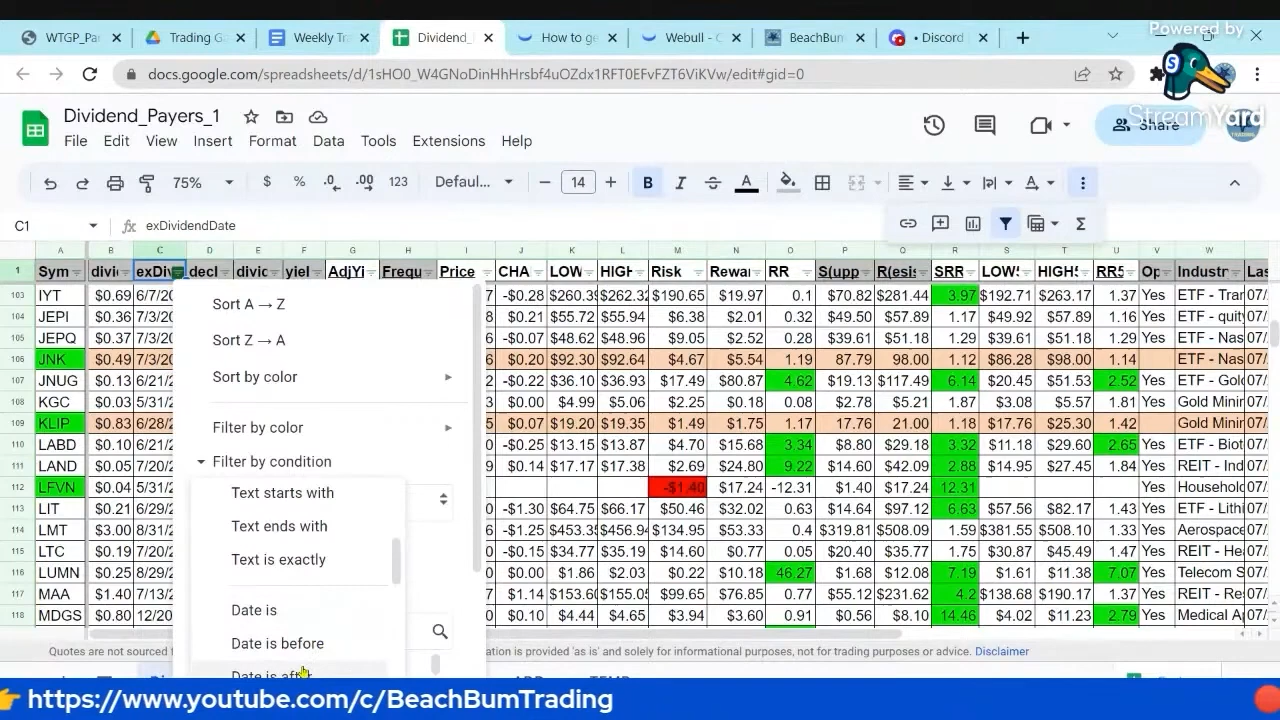 Powered by
StreamYard
WTGP_Pa
Trading G
Weekly Tr
Dividend_
How to ge
Webull - C
BeachBum
• Discord
docs.google.com/spreadsheets/d/1sHO0_W4GNoDinHhHrsbf4uOZdx1RFT0EFvFZT6ViKVw/edit#gid=0
Dividend_Payers_1
File Edit View Insert Format Data Tools Extensions Help
Share
75% $ % .0 .00 123 Defaul... 14 B I A
C1 fx exDividendDate
A B C D E F G H I J K L M N O P Q R S T U V W
1 Sym divi exDiv decl divid yiel AdjYi Frequ Price CHA LOW HIGH Risk Rewa RR S(upp R(esis SRR LOW HIGH RR5 Op Industr Las
103 IYT $0.69 6/7/20 7 -$0.28 $260.39 $262.32 $190.65 $19.97 0.1 $70.82 $281.44 3.97 $192.71 $263.17 1.37 Yes ETF - Tran 07/
104 JEPI $0.36 7/3/20 $0.21 $55.72 $55.94 $6.38 $2.01 0.32 $49.50 $57.89 1.17 $49.92 $57.89 1.16 Yes ETF - quity 07/
105 JEPQ $0.37 7/3/20 -$0.07 $48.62 $48.96 $9.05 $2.52 0.28 $39.61 $51.18 1.29 $39.61 $51.18 1.29 Yes ETF - Nas 07/
106 JNK $0.49 7/3/20 $0.20 $92.30 $92.64 $4.67 $5.54 1.19 87.79 98.00 1.12 $86.28 $98.00 1.14 ETF - Nas 07/
107 JNUG $0.13 6/21/2 2 -$0.22 $36.10 $36.93 $17.49 $80.87 4.62 $19.13 $117.49 6.14 $20.45 $51.53 2.52 Yes ETF - Gold 07/
108 KGC $0.03 5/31/2 $0.00 $4.99 $5.06 $2.25 $0.18 0.08 $2.78 $5.21 1.87 $3.08 $5.57 1.81 Yes Gold Minin 07/
109 KLIP $0.83 6/28/2 5 $0.07 $19.20 $19.35 $1.49 $1.75 1.17 17.76 21.00 1.18 $17.76 $25.30 1.42 Gold Minin 07/
110 LABD $0.10 6/21/2 -$0.25 $13.15 $13.87 $4.70 $15.68 3.34 $8.80 $29.18 3.32 $11.18 $29.60 2.65 Yes ETF - Biot 07/
111 LAND $0.05 7/20/2 $0.14 $17.17 $17.38 $2.69 $24.80 9.22 $14.60 $42.09 2.88 $14.95 $27.45 1.84 Yes REIT - Ind 07/
112 LFVN $0.04 5/31/2 -$1.40 $17.24 -12.31 $1.40 $17.24 12.31 Yes Household 07/
113 LIT $0.21 6/29/2 0 -$1.30 $64.75 $66.17 $50.46 $32.02 0.63 $14.64 $97.12 6.63 $57.56 $82.17 1.43 Yes ETF - Lithi 07/
114 LMT $3.00 8/31/2 -$1.25 $453.35 $456.94 $134.95 $53.33 0.4 $319.81 $508.09 1.59 $381.55 $508.10 1.33 Yes Aerospace 07/
115 LTC $0.19 7/20/2 0 -$0.15 $34.77 $35.19 $14.60 $0.77 0.05 $20.40 $35.77 1.75 $30.87 $45.49 1.47 Yes REIT - Hea 07/
116 LUMN $0.25 8/29/2 $0.00 $1.86 $2.03 $0.22 $10.18 46.27 $1.68 $12.08 7.19 $1.61 $11.38 7.07 Yes Telecom S 07/
117 MAA $1.40 7/13/2 $1.14 $153.60 $155.05 $99.65 $76.85 0.77 $55.12 $231.62 4.2 $138.68 $190.17 1.37 Yes REIT - Res 07/
118 MDGS $0.80 12/20 $0.08 $4.44 $4.65 $3.94 $3.60 0.91 $0.56 $8.10 14.46 $4.02 $11.23 2.79 Yes Medical Ap 07/
Sort A → Z
Sort Z → A
Sort by color
Filter by color
Filter by condition
Text starts with
Text ends with
Text is exactly
Date is
Date is before
Date is after
Quotes are not sourced ation is provided 'as is' and solely for informational purposes, not for trading purposes or advice. Disclaimer
https://www.youtube.com/c/BeachBumTrading